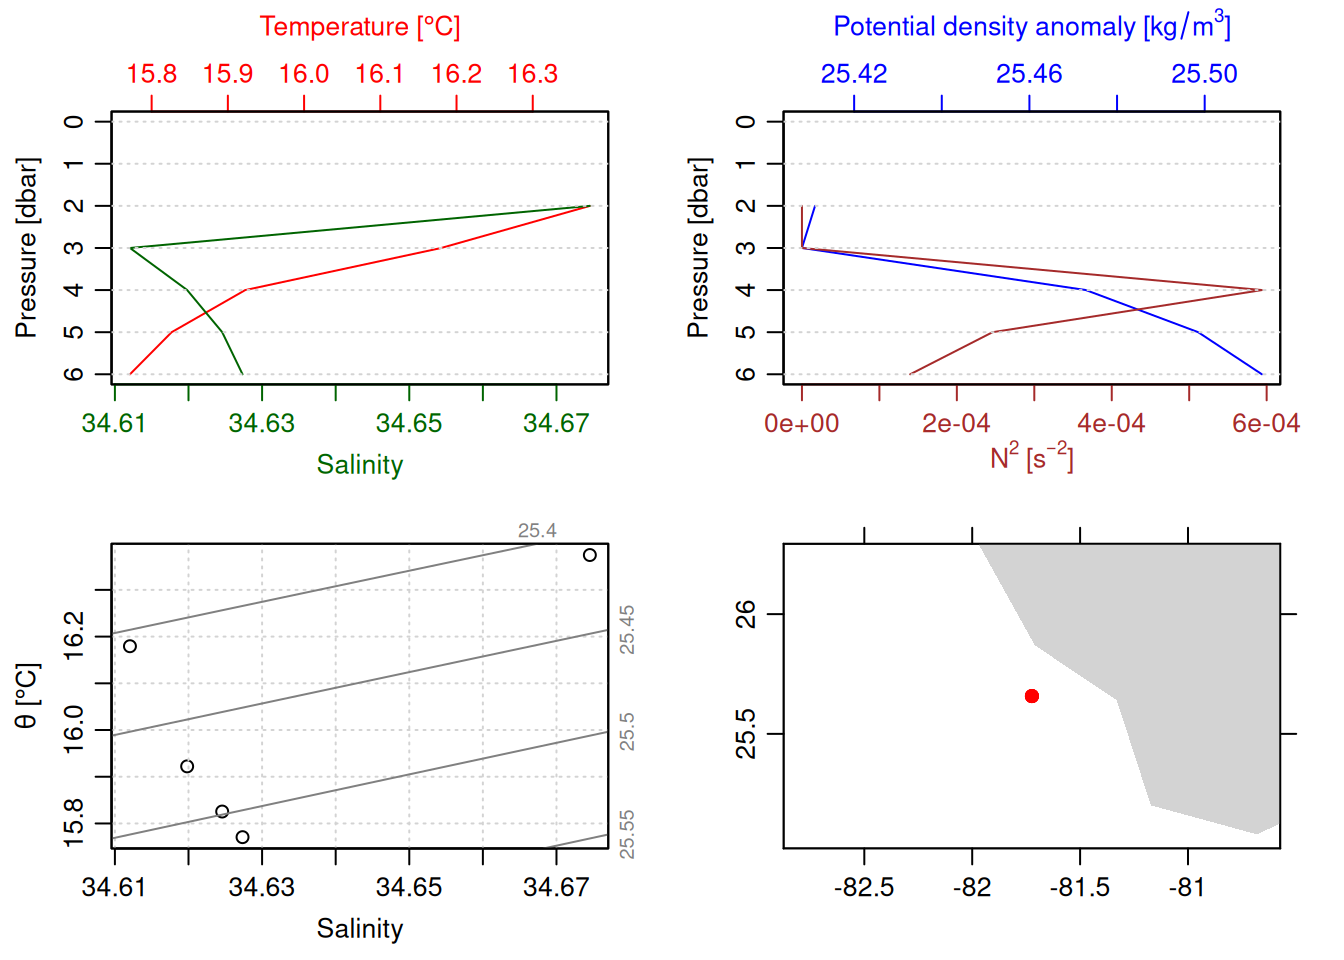 Temperature [°C]
15.8 15.9 16.0 16.1 16.2 16.3
Pressure [dbar]
0
1
2
3
4
5
6
34.61 34.63 34.65 34.67
Salinity
Potential density anomaly [kg/m³]
25.42 25.46 25.50
Pressure [dbar]
0
1
2
3
4
5
6
0e+00 2e-04 4e-04 6e-04
N² [s⁻²]
25.4
θ [°C]
16.2
16.0
15.8
25.45
25.5
25.55
34.61 34.63 34.65 34.67
Salinity
26
25.5
-82.5 -82 -81.5 -81